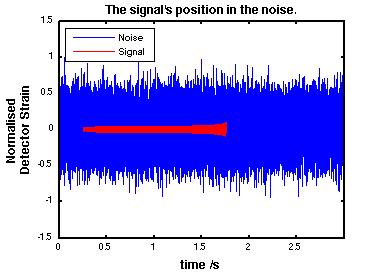 The signal's position in the noise.
Noise
Signal
Normalised
Detector Strain
1.5
1
0.5
0
-0.5
-1
-1.5
0
0.5
1
1.5
2
2.5
time /s